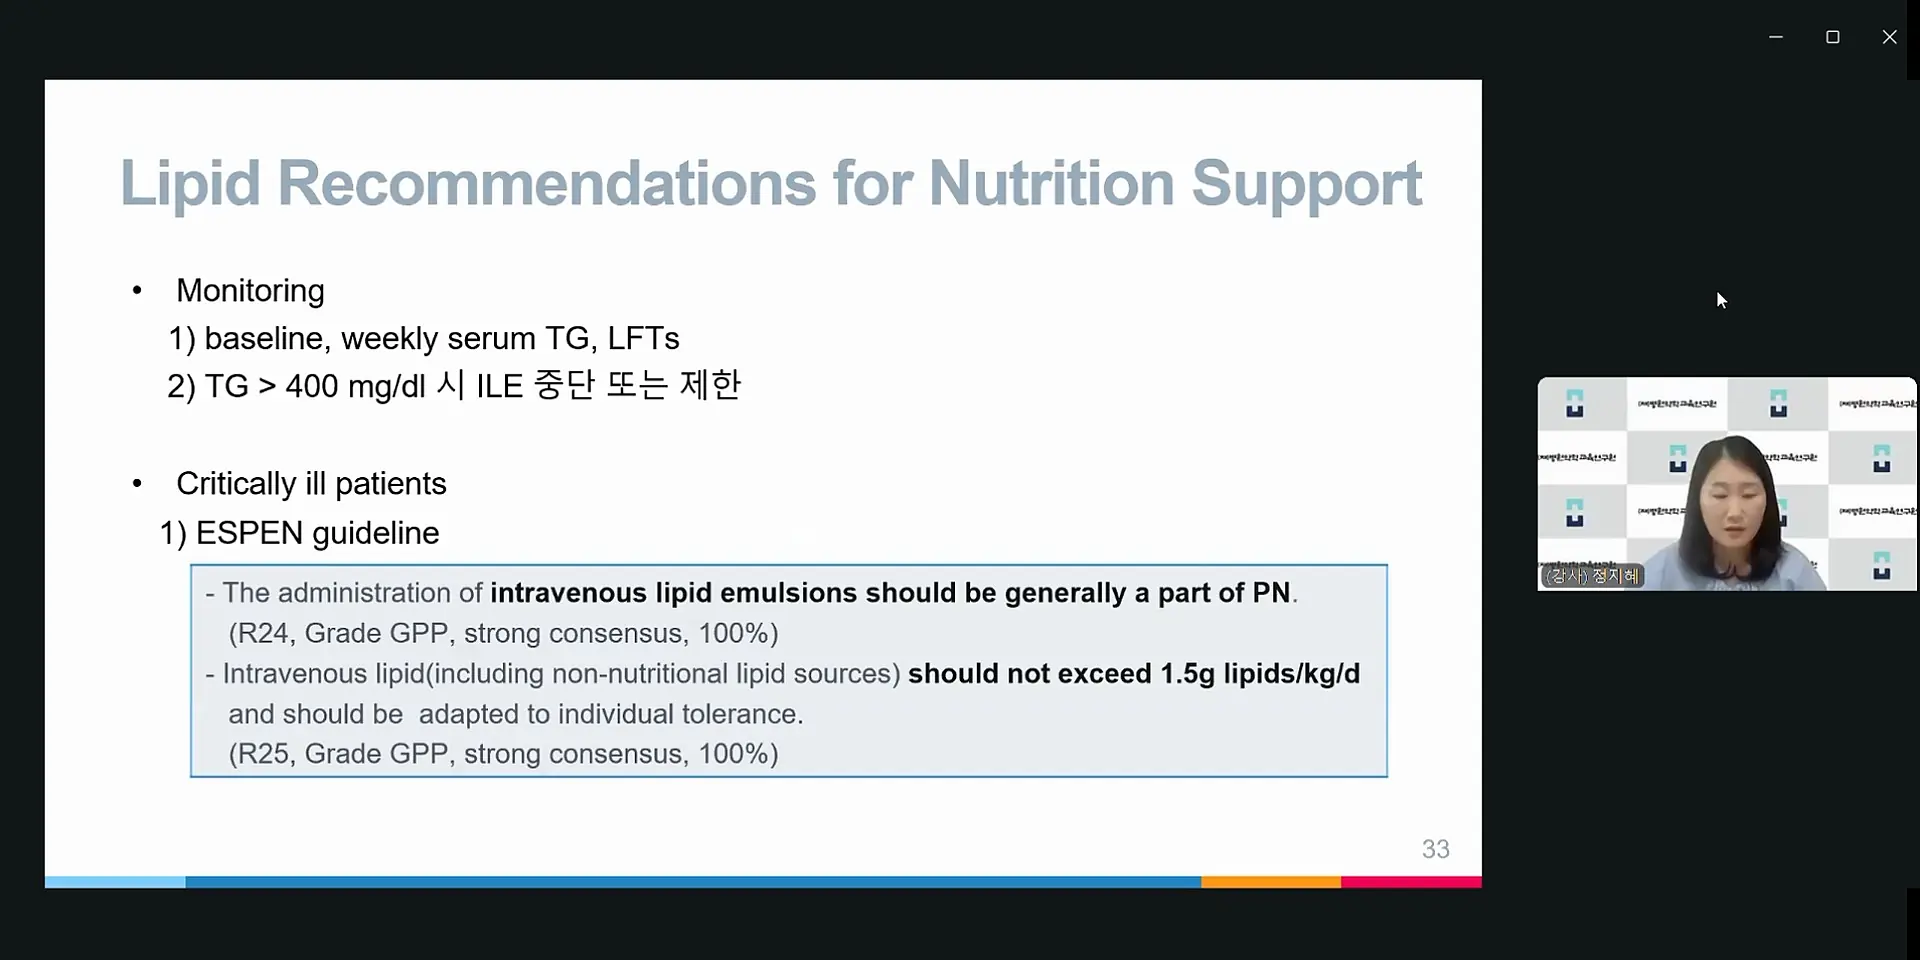 Lipid Recommendations for Nutrition Support
• Monitoring
1) baseline, weekly serum TG, LFTs
2) TG > 400 mg/dl 시 ILE 중단 또는 제한
• Critically ill patients
1) ESPEN guideline
- The administration of intravenous lipid emulsions should be generally a part of PN.
(R24, Grade GPP, strong consensus, 100%)
- Intravenous lipid(including non-nutritional lipid sources) should not exceed 1.5g lipids/kg/d
and should be adapted to individual tolerance.
(R25, Grade GPP, strong consensus, 100%)
33
(강사) 정지혜